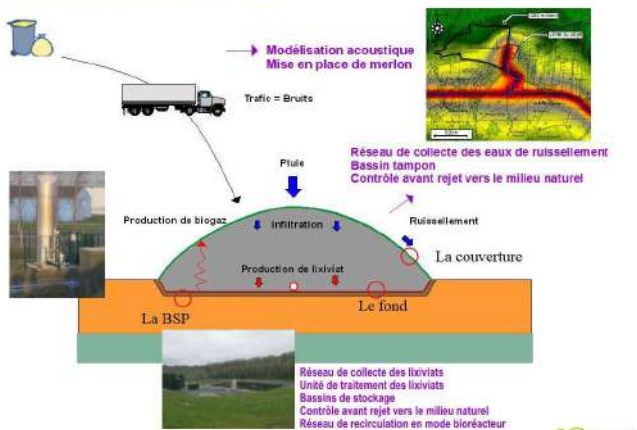 Modélisation acoustique
Mise en place de merlon
Trafic = Bruits
Réseau de collecte des eaux de ruissellement
Bassin tampon
Contrôle avant rejet vers le milieu naturel
Pluie
Production de biogaz
Infiltration
Ruissellement
La couverture
Production de lixiviat
La BSP
Le fond
Réseau de collecte des lixiviats
Unité de traitement des lixiviats
Bassins de stockage
Contrôle avant rejet vers le milieu naturel
Réseau de recirculation en mode bioréacteur